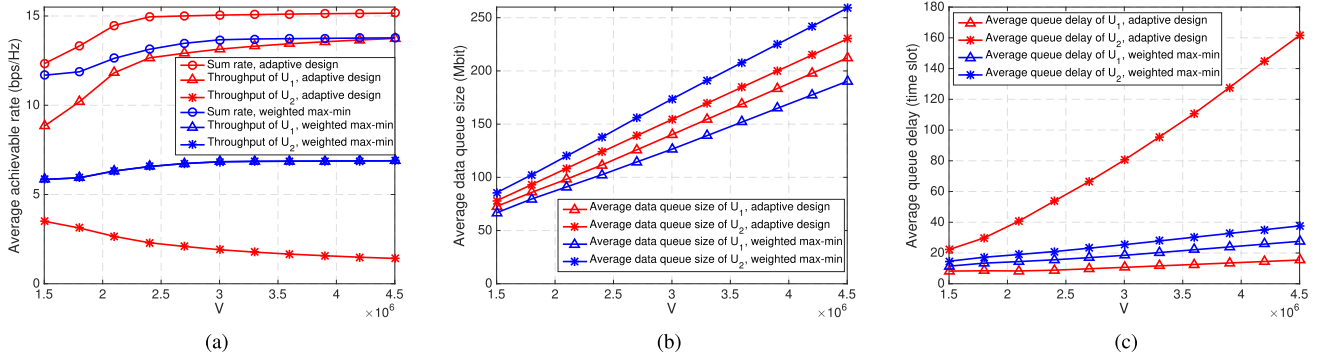 Average achievable rate (bps/Hz)
15
10
5
0
Sum rate, adaptive design
Throughput of U1, adaptive design
Throughput of U2, adaptive design
Sum rate, weighted max-min
Throughput of U1, weighted max-min
Throughput of U2, weighted max-min
1.5 2 2.5 3 3.5 4 4.5
V
×10^6
(a)
Average data queue size (Mbit)
250
200
150
100
50
0
Average data queue size of U1, adaptive design
Average data queue size of U2, adaptive design
Average data queue size of U1, weighted max-min
Average data queue size of U2, weighted max-min
1.5 2 2.5 3 3.5 4 4.5
V
×10^6
(b)
Average queue delay (time slot)
180
160
140
120
100
80
60
40
20
0
Average queue delay of U1, adaptive design
Average queue delay of U2, adaptive design
Average queue delay of U1, weighted max-min
Average queue delay of U2, weighted max-min
1.5 2 2.5 3 3.5 4 4.5
V
×10^6
(c)